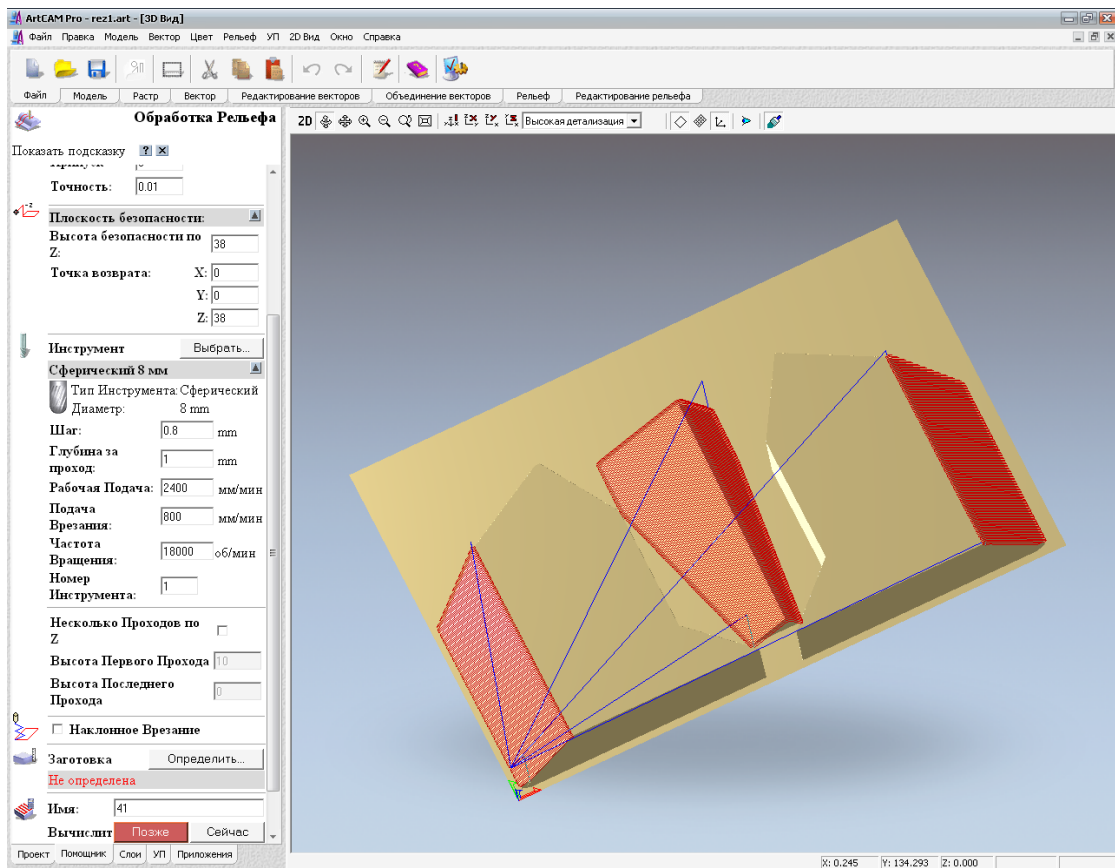 ArtCAM Pro - rez1.art - [3D Вид]
Файл Правка Модель Вектор Цвет Рельеф УП 2D Вид Окно Справка
Файл Модель Растр Вектор Редактирование векторов Объединение векторов Рельеф Редактирование рельефа
Обработка Рельефа
2D Высокая детализация
Показать подсказку ? X
Точность: 0.01
Плоскость безопасности:
Высота безопасности по
Z: 38
Точка возврата: X: 0
Y: 0
Z: 38
Инструмент Выбрать...
Сферический 8 мм
Тип Инструмента: Сферический
Диаметр: 8 mm
Шаг: 0.8 mm
Глубина за
проход: 1 mm
Рабочая Подача: 2400 мм/мин
Подача
Врезания: 800 мм/мин
Частота
Вращения: 18000 об/мин
Номер
Инструмента: 1
Несколько Проходов по
Z
Высота Первого Прохода 10
Высота Последнего
Прохода 0
Наклонное Врезание
Заготовка Определить...
Не определена
Имя: 41
Вычислит Позже Сейчас
Проект Помощник Слои УП Приложения
X: 0.245 Y: 134.293 Z: 0.000